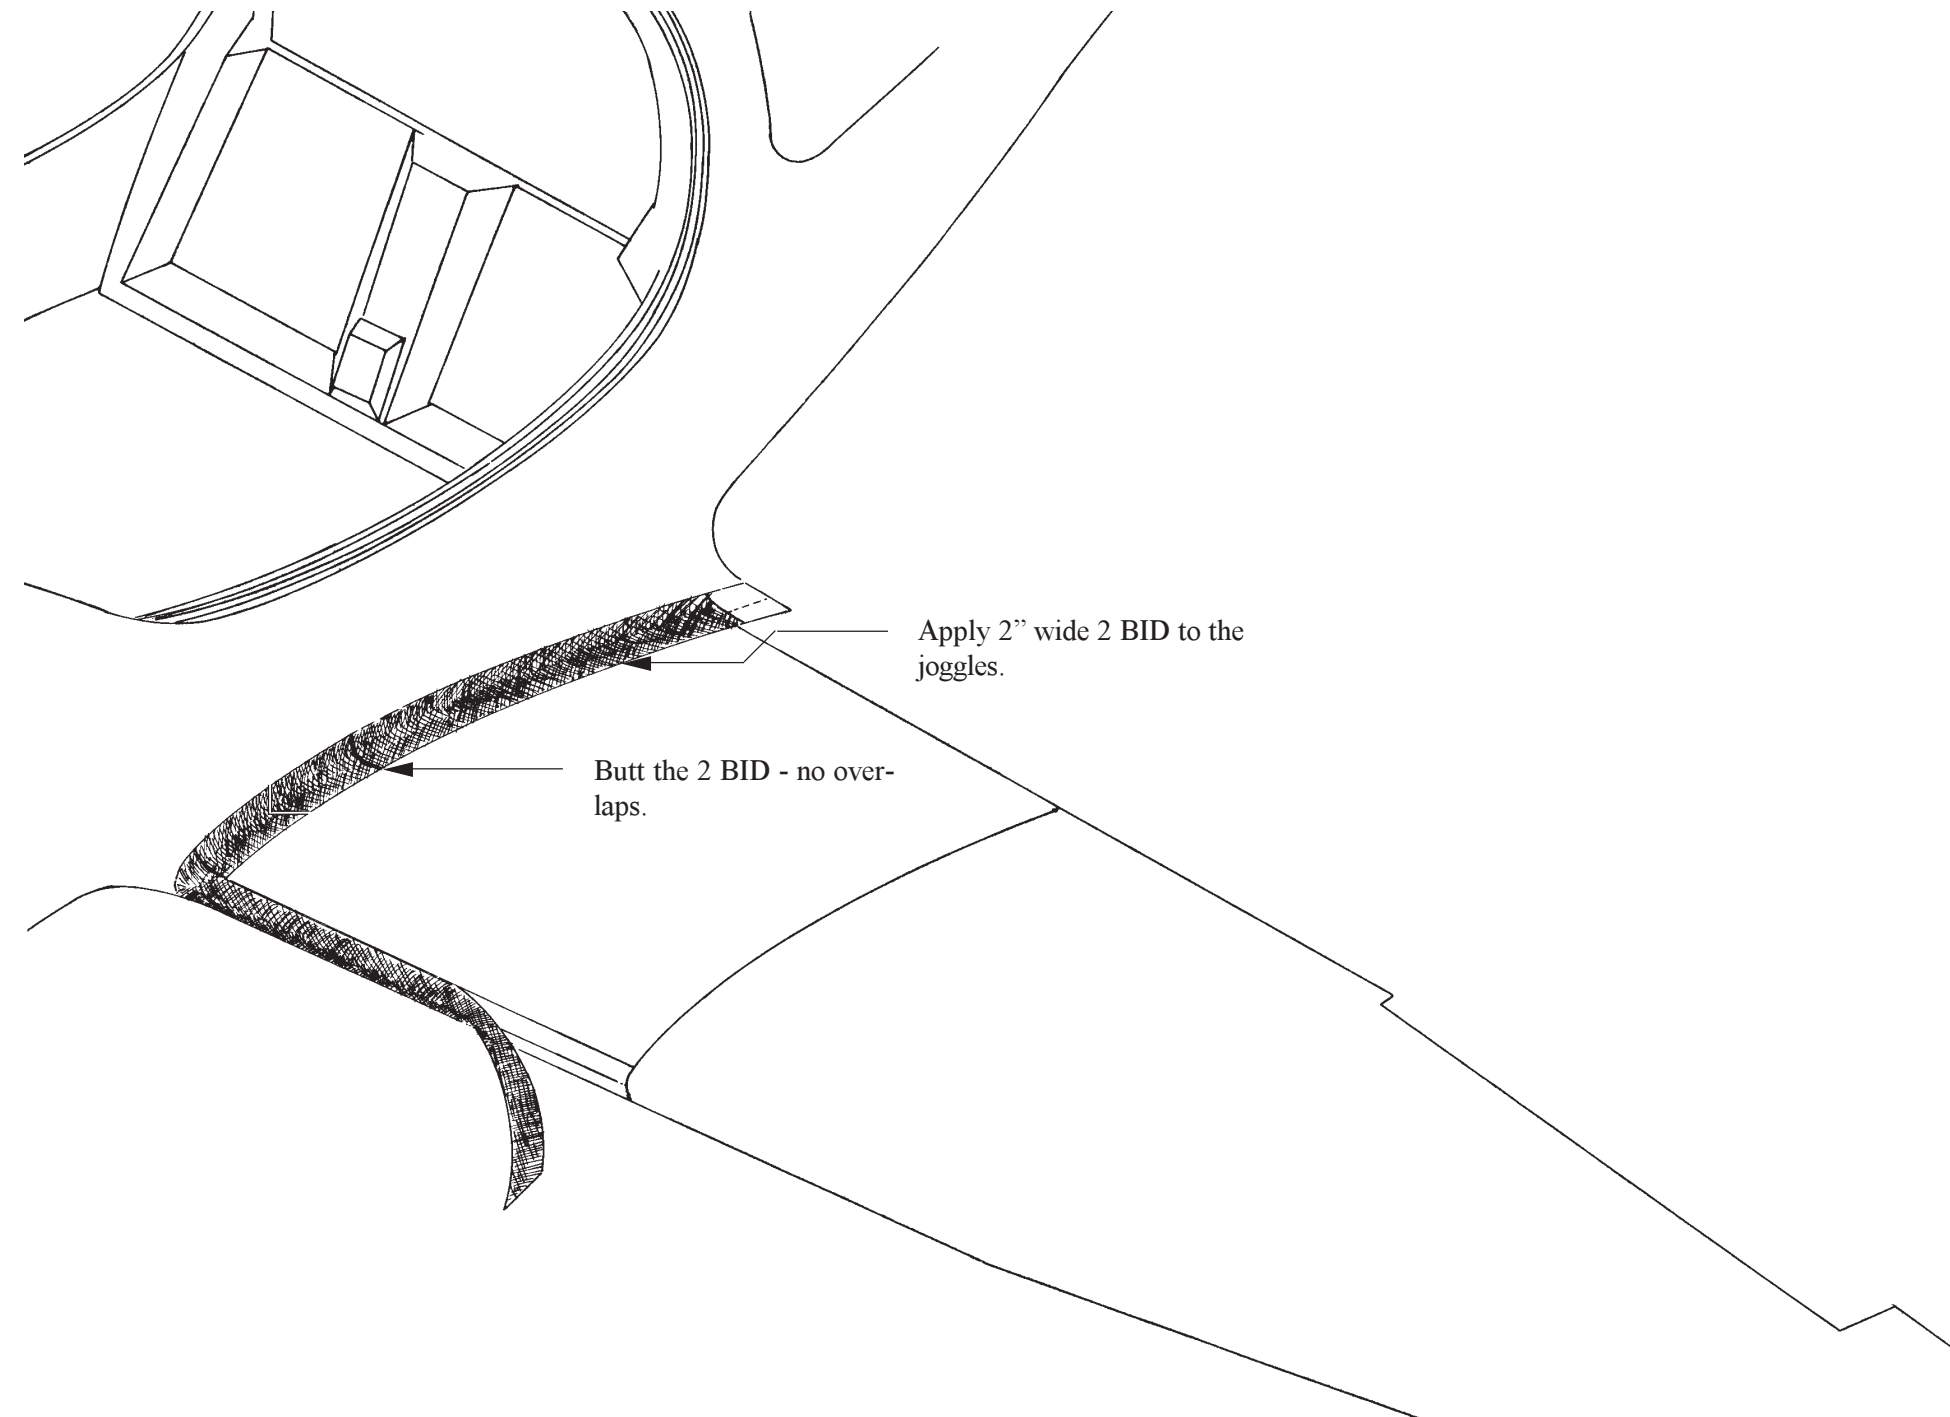 Apply 2” wide 2 BID to the
joggles.
Butt the 2 BID - no over-
laps.